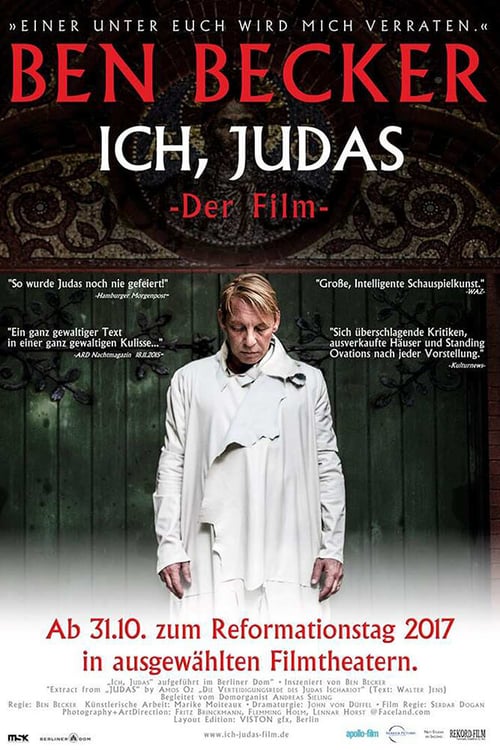 »EINER UNTER EUCH WIRD MICH VERRATEN.«
BEN BECKER
ICH, JUDAS
-Der Film-
"So wurde Judas noch nie gefeiert!"
-Hamburger Morgenpost-
"Große, Intelligente Schauspielkunst."
-WAZ-
"Ein ganz gewaltiger Text
in einer ganz gewaltigen Kulisse..."
-ARD Nachtmagazin 18.11.2015-
"Sich überschlagende Kritiken,
ausverkaufte Häuser und Standing
Ovations nach jeder Vorstellung."
-Kulturnews-
Ab 31.10. zum Reformationstag 2017
in ausgewählten Filmtheatern.
„Ich, Judas" aufgeführt im Berliner Dom" • Inszeniert von Ben Becker
"Extract from „JUDAS" by Amos Oz „Die Verteidigungsrede des Judas Ischariot" (Text: Walter Jens)
Begleitet vom Domorganist Andreas Sieling
Regie: Ben Becker Künstlerische Arbeit: Marike Moiteaux • Dramaturgie: John von Düffel • Film Regie: Serdar Dogan
Photography+ArtDirection: Fritz Brinckmann, Flemming Holm, Lennar Horst @Faceland.com"
Layout Edition: VISTON gfx, Berlin
msk
BERLINER DOM
www-ich-judas-film.de
apollo-film
REKORD-FILM